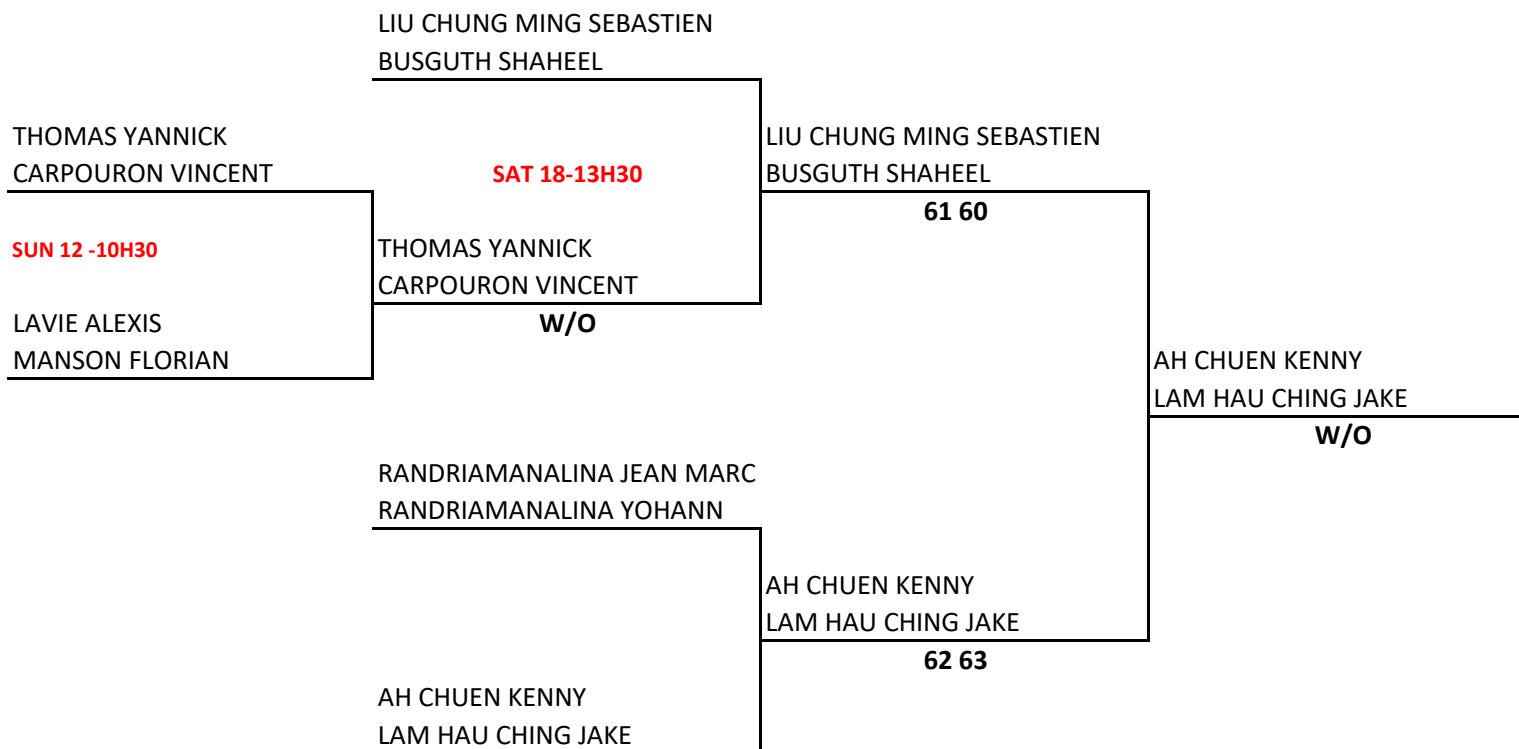 LIU CHUNG MING SEBASTIEN
BUSGUTH SHAHEEL
THOMAS YANNICK
CARPOURON VINCENT
SAT 18-13H30
LIU CHUNG MING SEBASTIEN
BUSGUTH SHAHEEL
61 60
SUN 12 -10H30
THOMAS YANNICK
CARPOURON VINCENT
W/O
LAVIE ALEXIS
MANSON FLORIAN
AH CHUEN KENNY
LAM HAU CHING JAKE
W/O
RANDRIAMANALINA JEAN MARC
RANDRIAMANALINA YOHANN
AH CHUEN KENNY
LAM HAU CHING JAKE
62 63
AH CHUEN KENNY
LAM HAU CHING JAKE